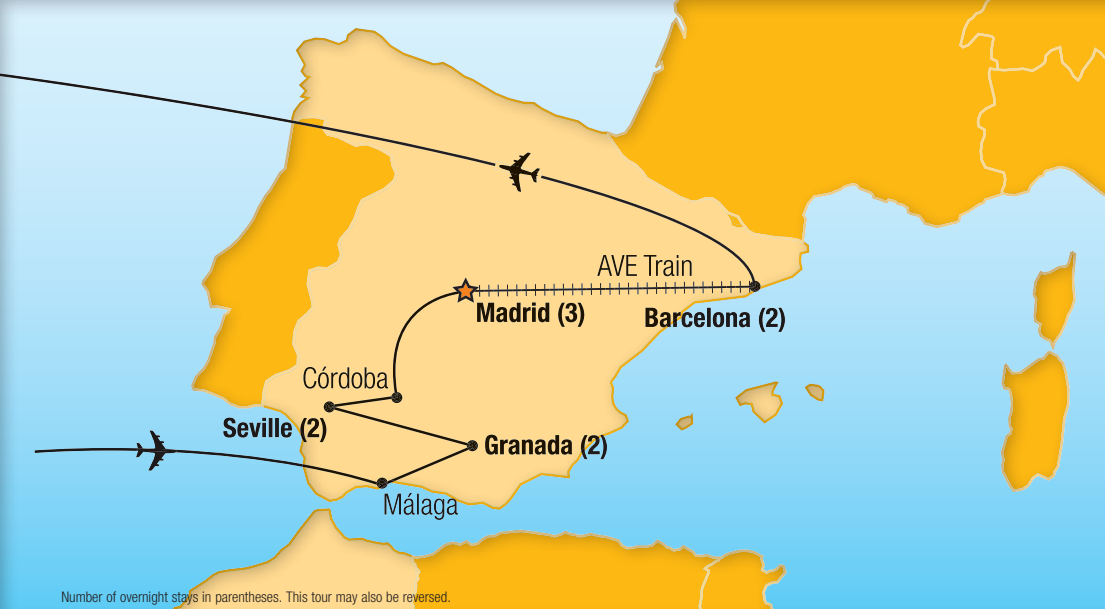 AVE Train
Madrid (3)
Barcelona (2)
Córdoba
Seville (2)
Granada (2)
Málaga
Number of overnight stays in parentheses. This tour may also be reversed.